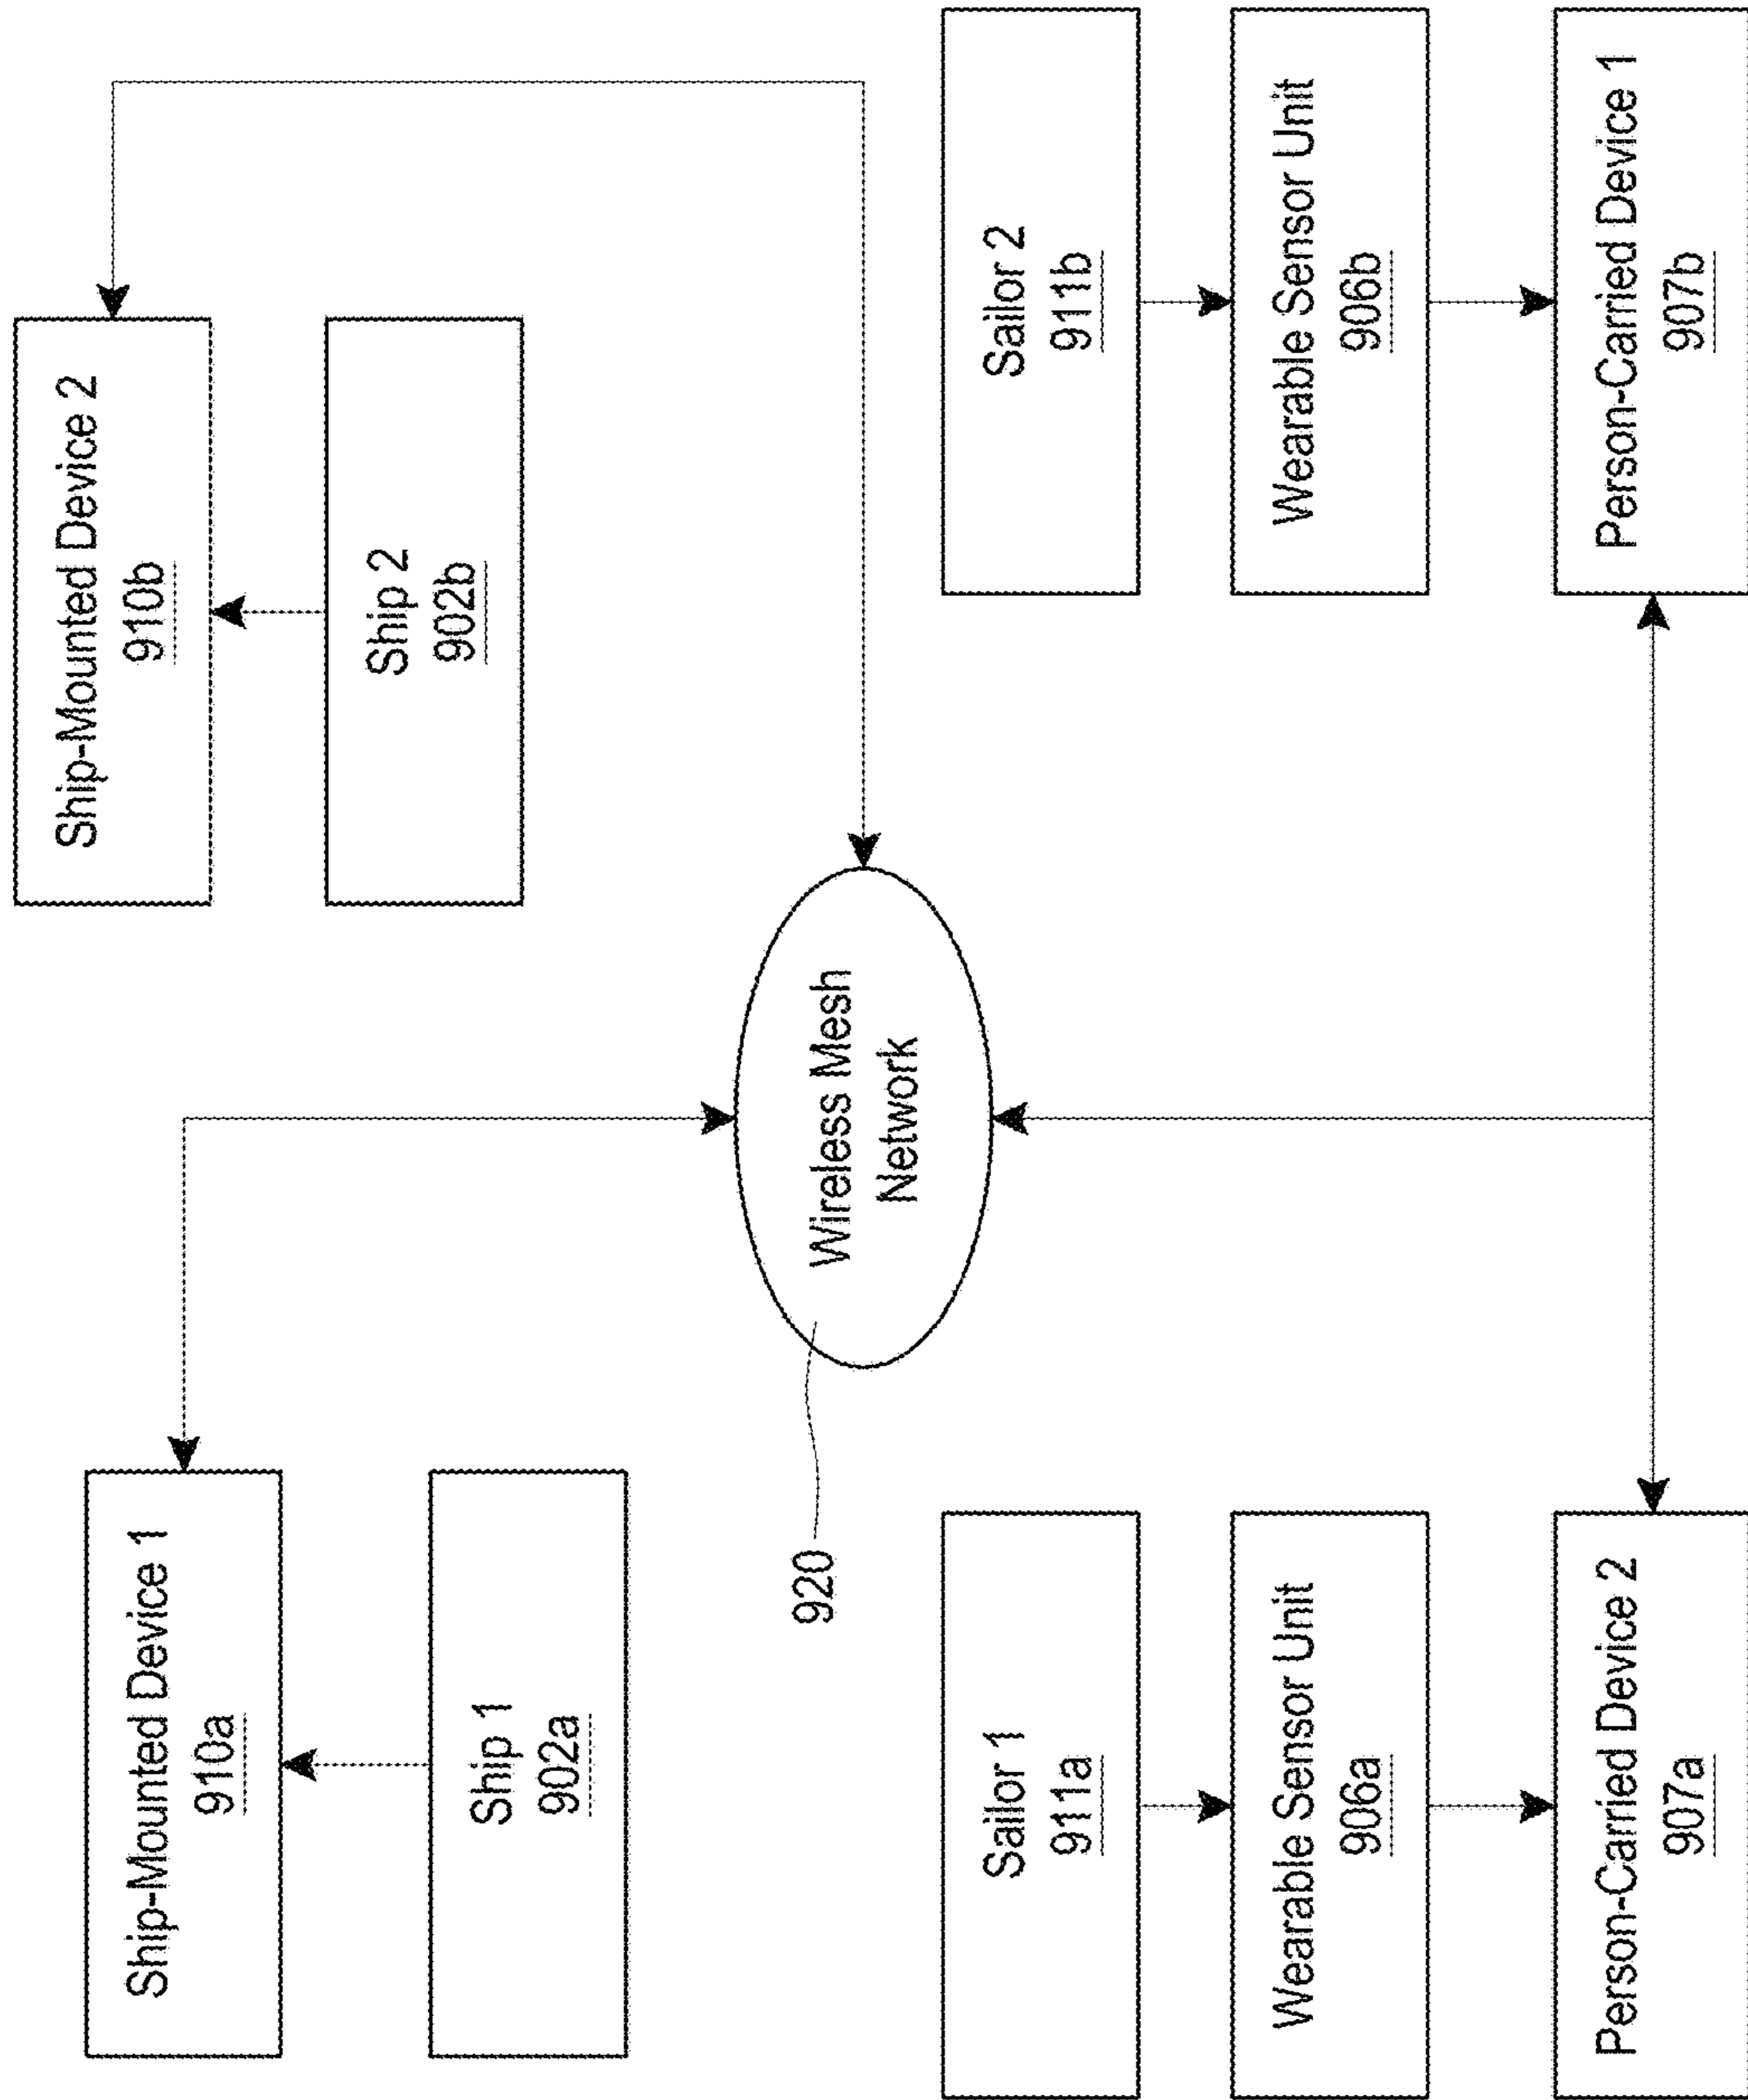 Ship-Mounted Device 1
910a
Ship 1
902a
Ship-Mounted Device 2
910b
Ship 2
902b
Wireless Mesh
Network
920
Sailor 1
911a
Wearable Sensor Unit
906a
Person-Carried Device 2
907a
Sailor 2
911b
Wearable Sensor Unit
906b
Person-Carried Device 1
907b